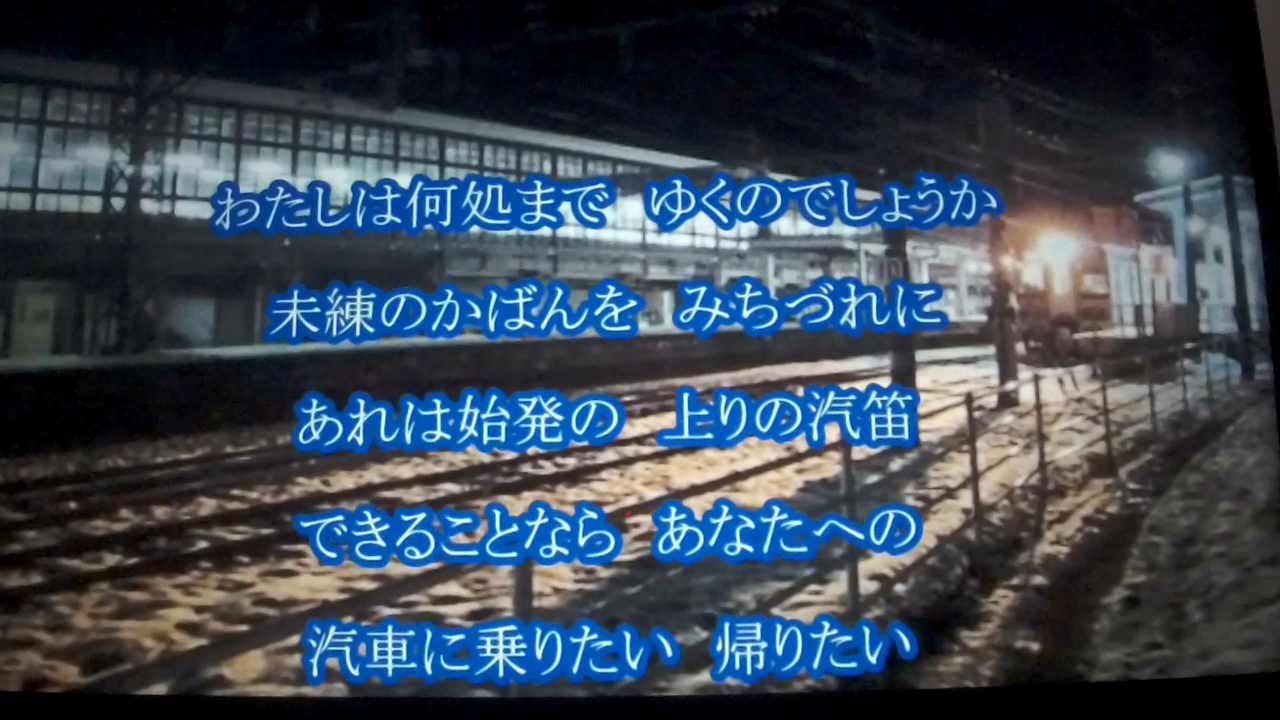 わたしは何処まで　ゆくのでしょうか
未練のかばんを　みちづれに
あれは始発の　上りの汽笛
できることなら　あなたへの
汽車に乗りたい　帰りたい